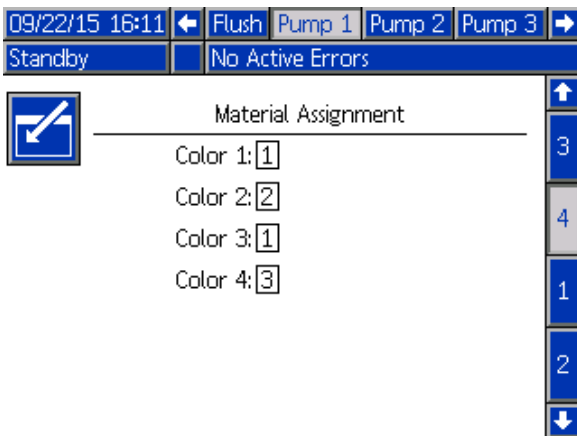 09/22/15 16:11 Flush Pump 1 Pump 2 Pump 3
Standby No Active Errors
Material Assignment
Color 1: 1
Color 2: 2
Color 3: 1
Color 4: 3
3
4
1
2